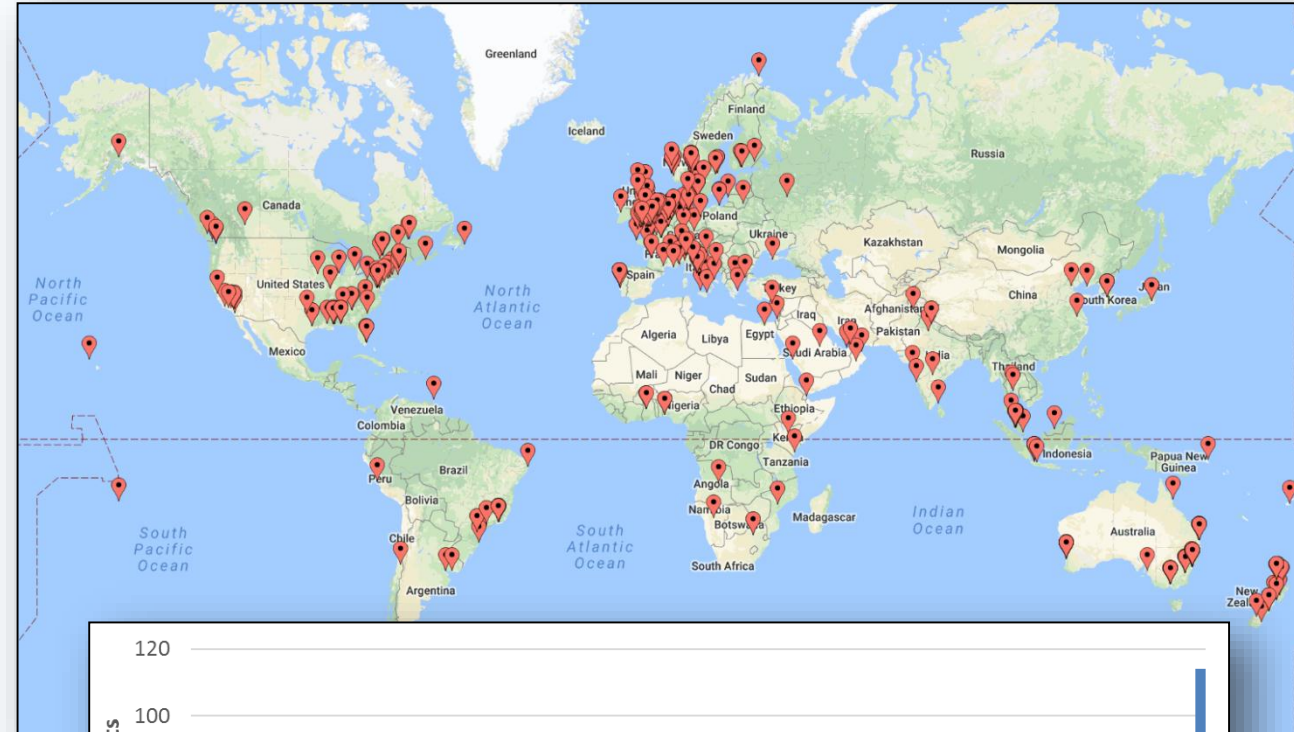 Greenland
Finland
Iceland
Sweden
Russia
Canada
Poland
Ukraine
Kazakhstan
Mongolia
North
Pacific
Ocean
United States
North
Atlantic
Ocean
Spain
China
South Korea
Afghanistan
Iraq
Iran
Pakistan
Algeria
Libya
Egypt
Saudi Arabia
Mexico
Mali
Niger
Chad
Sudan
Thailand
Nigeria
Ethiopia
Venezuela
Colombia
DR Congo
Kenya
Indonesia
Papua New
Guinea
Tanzania
Peru
Brazil
Angola
Bolivia
Namibia
Botswana
Madagascar
Indian
Ocean
Australia
South
Pacific
Ocean
South
Atlantic
Ocean
Chile
South Africa
Argentina
New
120
100